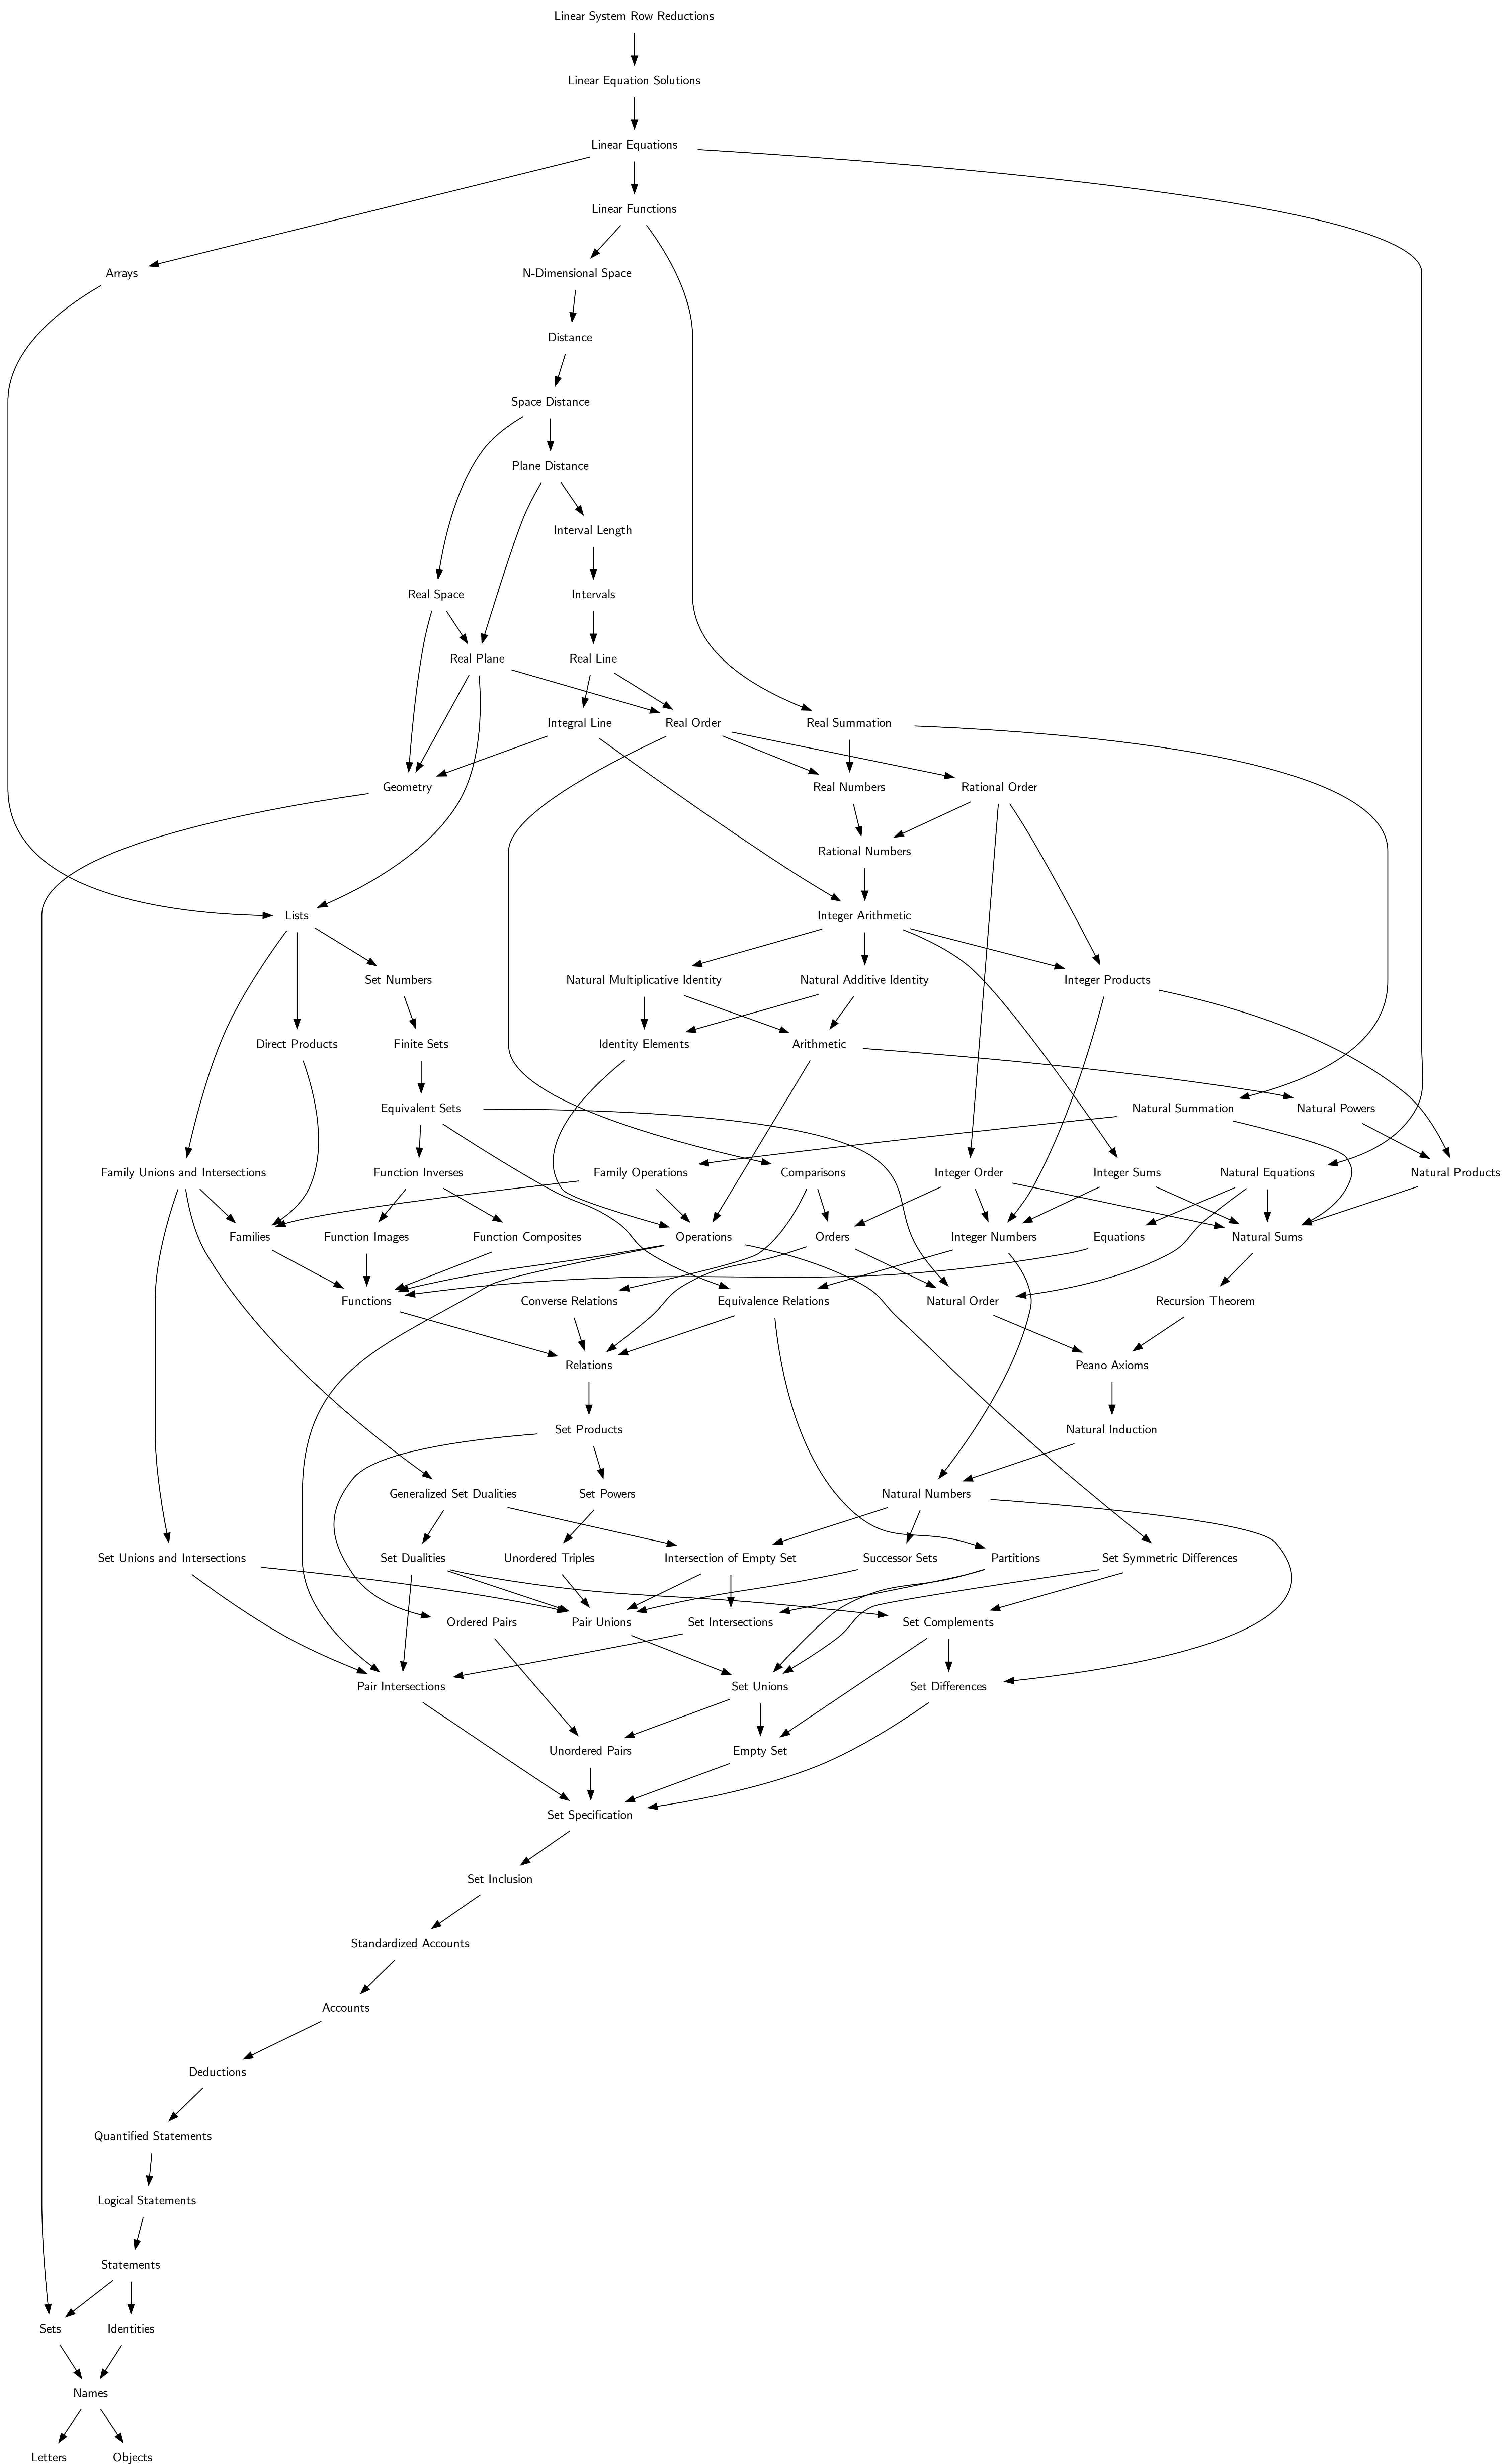 Linear System Row Reductions
Linear Equation Solutions
Linear Equations
Linear Functions
Arrays
N-Dimensional Space
Distance
Space Distance
Plane Distance
Interval Length
Real Space
Intervals
Real Plane
Real Line
Integral Line
Real Order
Real Summation
Geometry
Real Numbers
Rational Order
Rational Numbers
Lists
Integer Arithmetic
Set Numbers
Natural Multiplicative Identity
Natural Additive Identity
Integer Products
Direct Products
Finite Sets
Identity Elements
Arithmetic
Equivalent Sets
Natural Summation
Natural Powers
Family Unions and Intersections
Function Inverses
Family Operations
Comparisons
Integer Order
Integer Sums
Natural Equations
Natural Products
Families
Function Images
Function Composites
Operations
Orders
Integer Numbers
Equations
Natural Sums
Functions
Converse Relations
Equivalence Relations
Natural Order
Recursion Theorem
Relations
Peano Axioms
Set Products
Natural Induction
Generalized Set Dualities
Set Powers
Natural Numbers
Set Unions and Intersections
Set Dualities
Unordered Triples
Intersection of Empty Set
Successor Sets
Partitions
Set Symmetric Differences
Ordered Pairs
Pair Unions
Set Intersections
Set Complements
Pair Intersections
Set Unions
Set Differences
Unordered Pairs
Empty Set
Set Specification
Set Inclusion
Standardized Accounts
Accounts
Deductions
Quantified Statements
Logical Statements
Statements
Sets
Identities
Names
Letters
Objects